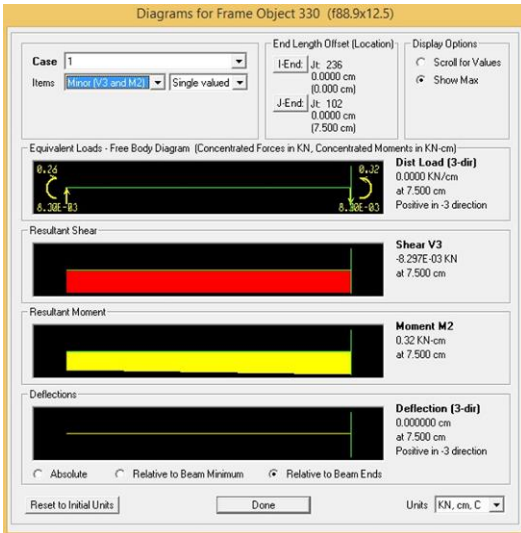 Diagrams for Frame Object 330 (f88.9x12.5)
Case 1
Items Minor (V3 and M2) Single valued
End Length Offset (Location)
I-End: Jt: 236
0.0000 cm
(0.000 cm)
J-End: Jt: 102
0.0000 cm
(7.500 cm)
Display Options
Scroll for Values
Show Max
Equivalent Loads - Free Body Diagram (Concentrated Forces in KN, Concentrated Moments in KN-cm)
0.26 0.32
8.30E-03 8.30E-03
Dist Load (3-dir)
0.0000 KN/cm
at 7.500 cm
Positive in -3 direction
Resultant Shear
Shear V3
-8.297E-03 KN
at 7.500 cm
Resultant Moment
Moment M2
0.32 KN-cm
at 7.500 cm
Deflections
Deflection (3-dir)
0.000000 cm
at 7.500 cm
Positive in -3 direction
Absolute Relative to Beam Minimum Relative to Beam Ends
Reset to Initial Units Done Units KN, cm, C